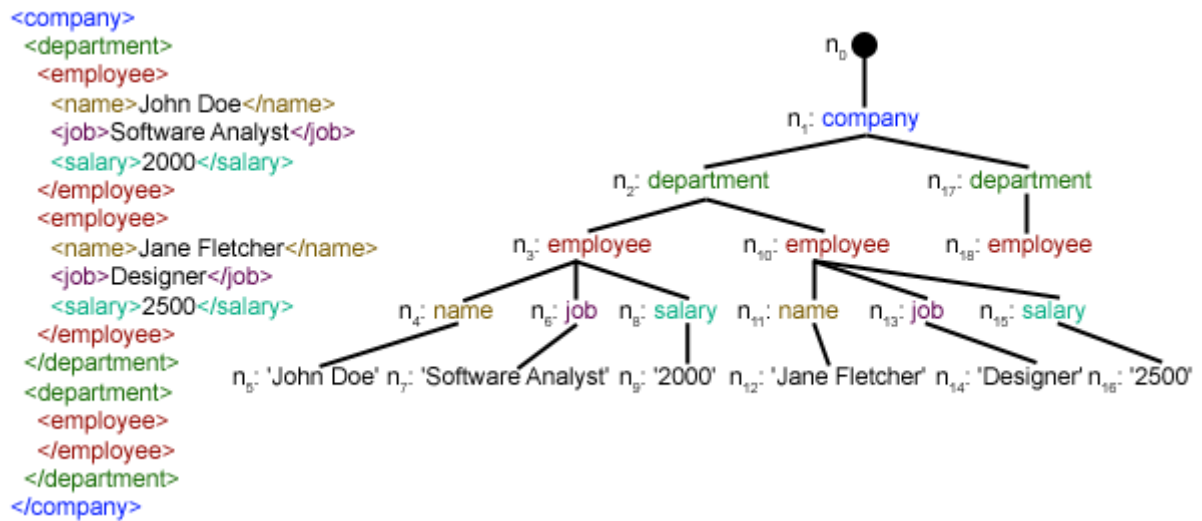 <company>
<department>
<employee>
<name>John Doe</name>
<job>Software Analyst</job>
<salary>2000</salary>
</employee>
<employee>
<name>Jane Fletcher</name>
<job>Designer</job>
<salary>2500</salary>
</employee>
</department>
<department>
<employee>
</employee>
</department>
</company>
n₀
n₁: company
n₂: department n₁₇: department
n₃: employee n₁₀: employee n₁₈: employee
n₄: name n₆: job n₈: salary n₁₁: name n₁₃: job n₁₅: salary
n₅: 'John Doe' n₇: 'Software Analyst' n₉: '2000' n₁₂: 'Jane Fletcher' n₁₄: 'Designer' n₁₆: '2500'